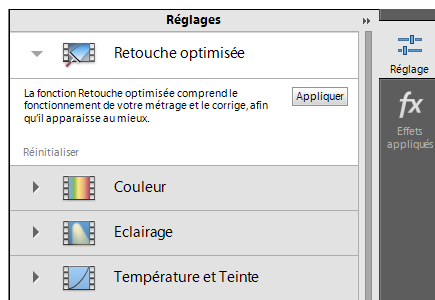 Réglages
Retouche optimisée
La fonction Retouche optimisée comprend le
fonctionnement de votre métrage et le corrige, afin
qu'il apparaisse au mieux.
Appliquer
Réinitialiser
Couleur
Eclairage
Température et Teinte
Réglage
fx
Effets
appliqués